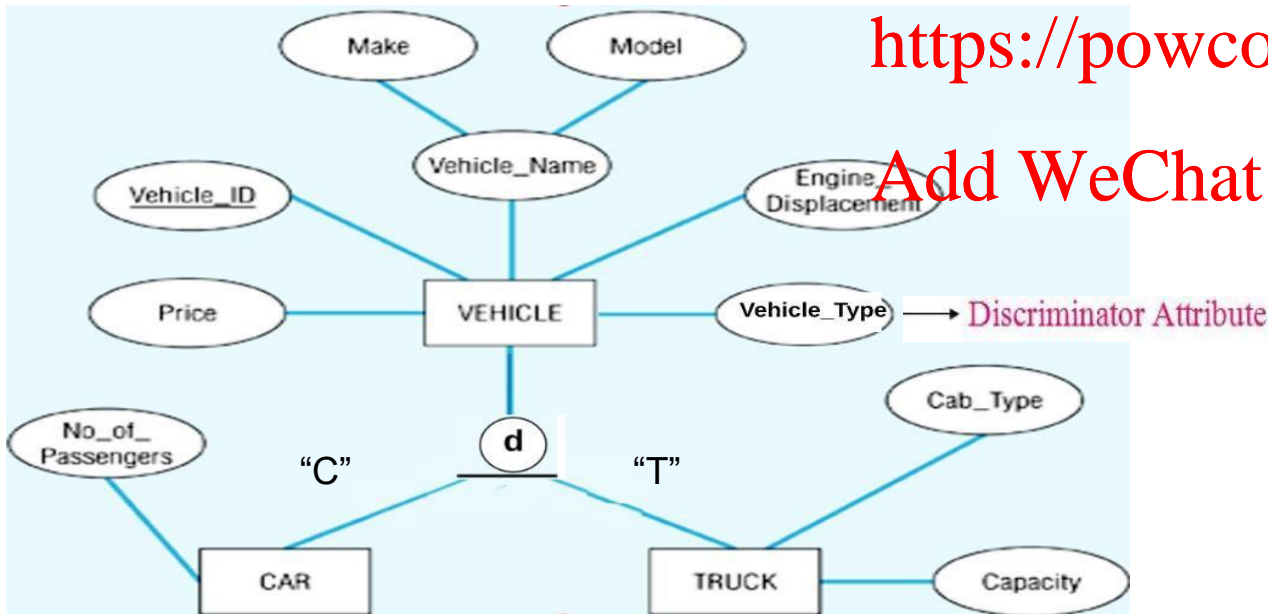 https://powco
Make
Model
Vehicle_Name
Add WeChat
Vehicle_ID
Engine_
Displacement
Price
VEHICLE
Vehicle_Type
Discriminator Attribute
Cab_Type
No_of_
Passengers
d
“C”
“T”
CAR
TRUCK
Capacity